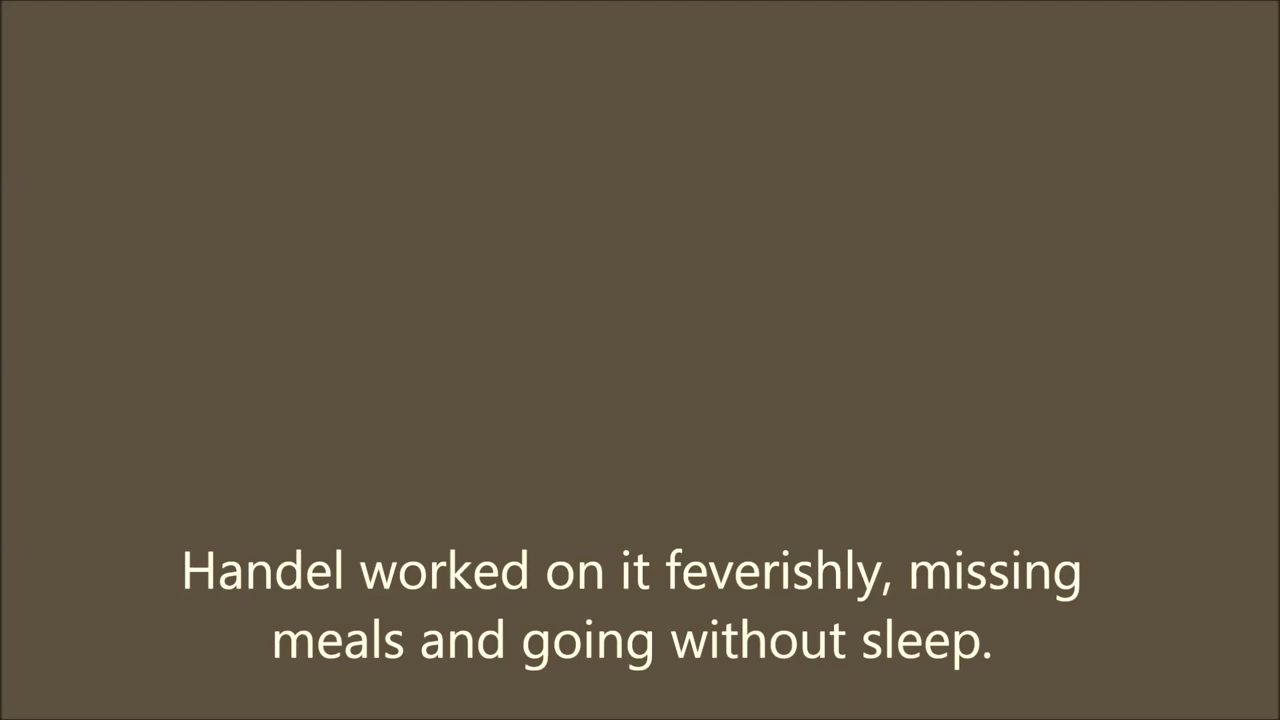 Handel worked on it feverishly, missing
meals and going without sleep.